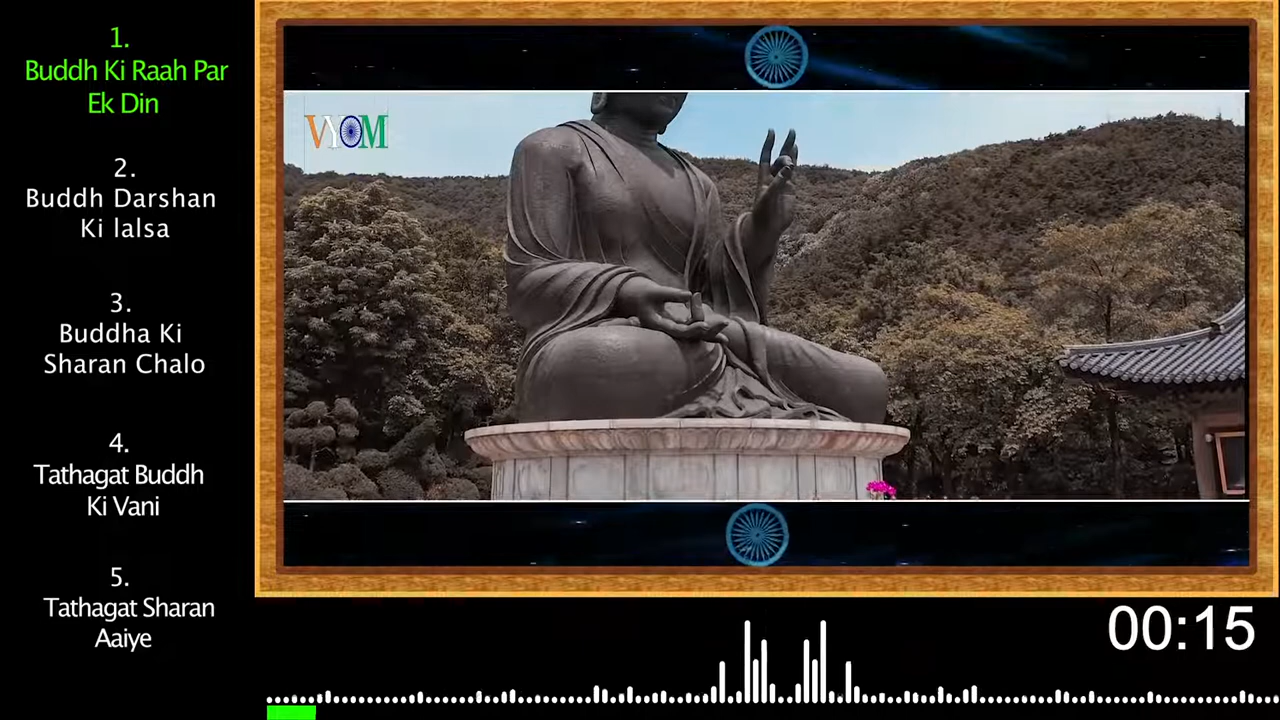 1.
Buddh Ki Raah Par
Ek Din
2.
Buddh Darshan
Ki lalsa
3.
Buddha Ki
Sharan Chalo
4.
Tathagat Buddh
Ki Vani
5.
Tathagat Sharan
Aaiye
VYOM
00:15